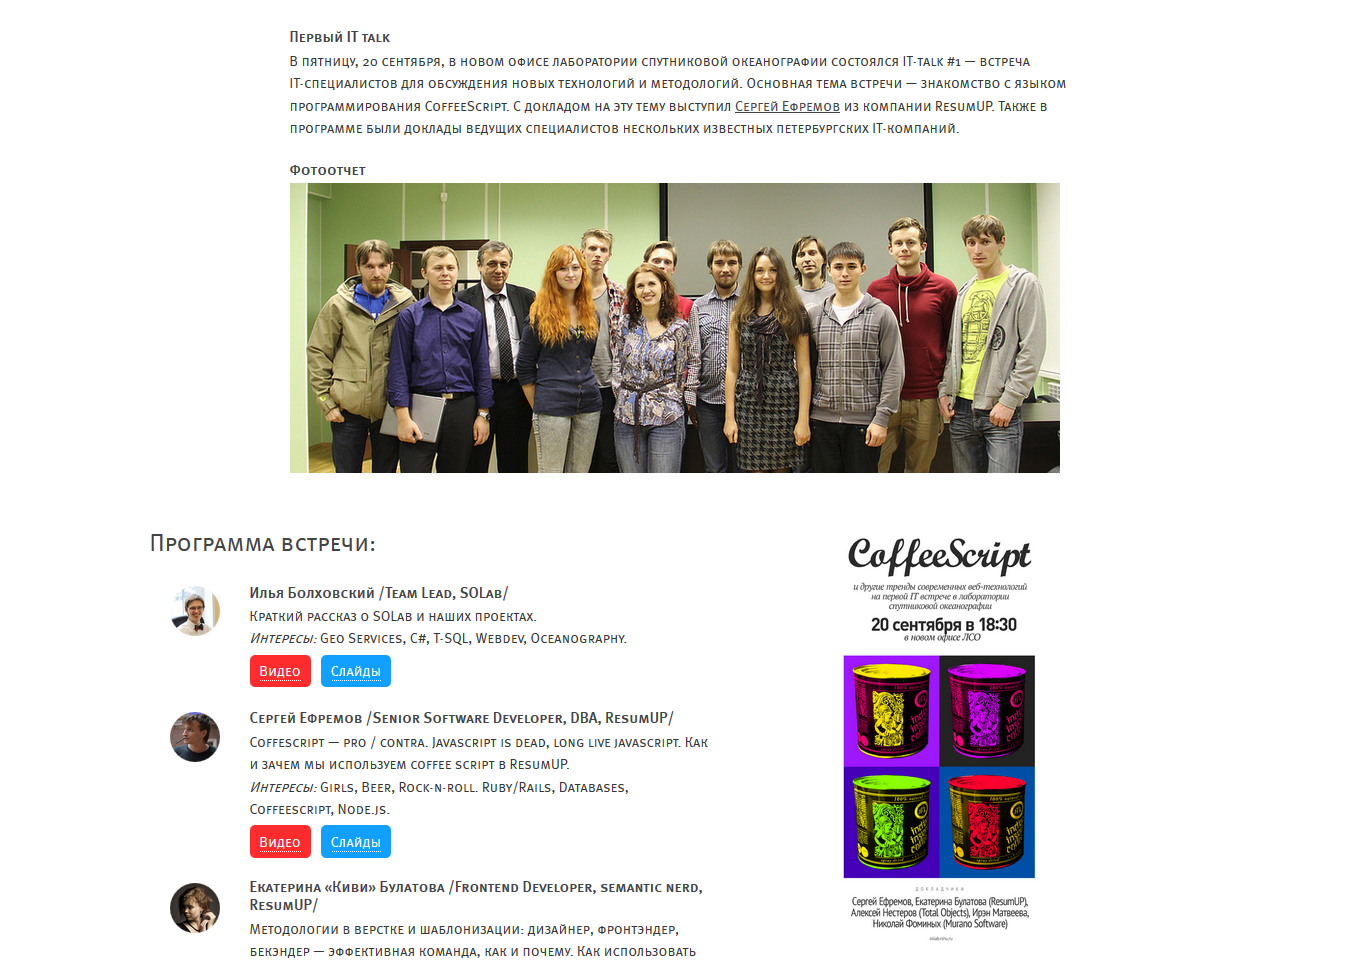 Первый IT talk
В пятницу, 20 сентября, в новом офисе лаборатории спутниковой океанографии состоялся IT-talk #1 — встреча
IT-специалистов для обсуждения новых технологий и методологий. Основная тема встречи — знакомство с языком
программирования CoffeeScript. С докладом на эту тему выступил Сергей Ефремов из компании ResumUP. Также в
программе были доклады ведущих специалистов нескольких известных петербургских IT-компаний.
Фотоотчет
Программа встречи:
Илья Болховский /Team Lead, SOLab/
Краткий рассказ о SOLab и наших проектах.
Интересы: Geo Services, C#, T-SQL, Webdev, Oceanography.
Видео Слайды
Сергей Ефремов /Senior Software Developer, DBA, ResumUP/
Coffescript — pro / contra. Javascript is dead, long live javascript. Как
и зачем мы используем coffee script в ResumUP.
Интересы: Girls, Beer, Rock-n-roll. Ruby/Rails, Databases,
Coffeescript, Node.js.
Видео Слайды
Екатерина «Киви» Булатова /Frontend Developer, semantic nerd,
ResumUP/
Методологии в верстке и шаблонизации: дизайнер, фронтэндер,
бекэндер — эффективная команда, как и почему. Как использовать
CoffeeScript
и другие тренды современных веб-технологий
на первой IT встрече в лаборатории
спутниковой океанографии
20 сентября в 18:30
в новом офисе ЛСО
докладчики
Сергей Ефремов, Екатерина Булатова (ResumUP),
Алексей Нестеров (Total Objects), Ирэн Матвеева,
Николай Фоминых (Murano Software)